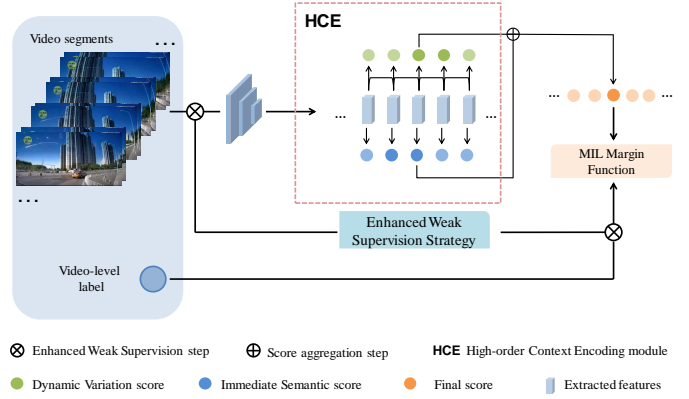 HCE
Video segments
...
...
...
...
...
...
MIL Margin
Function
Enhanced Weak
Supervision Strategy
Video-level
label
Enhanced Weak Supervision step
Score aggregation step
HCE High-order Context Encoding module
Dynamic Variation score
Immediate Semantic score
Final score
Extracted features